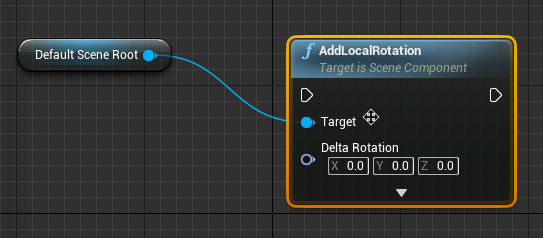 Default Scene Root
f AddLocalRotation
Target is Scene Component
Target
Delta Rotation
X 0.0 Y 0.0 Z 0.0